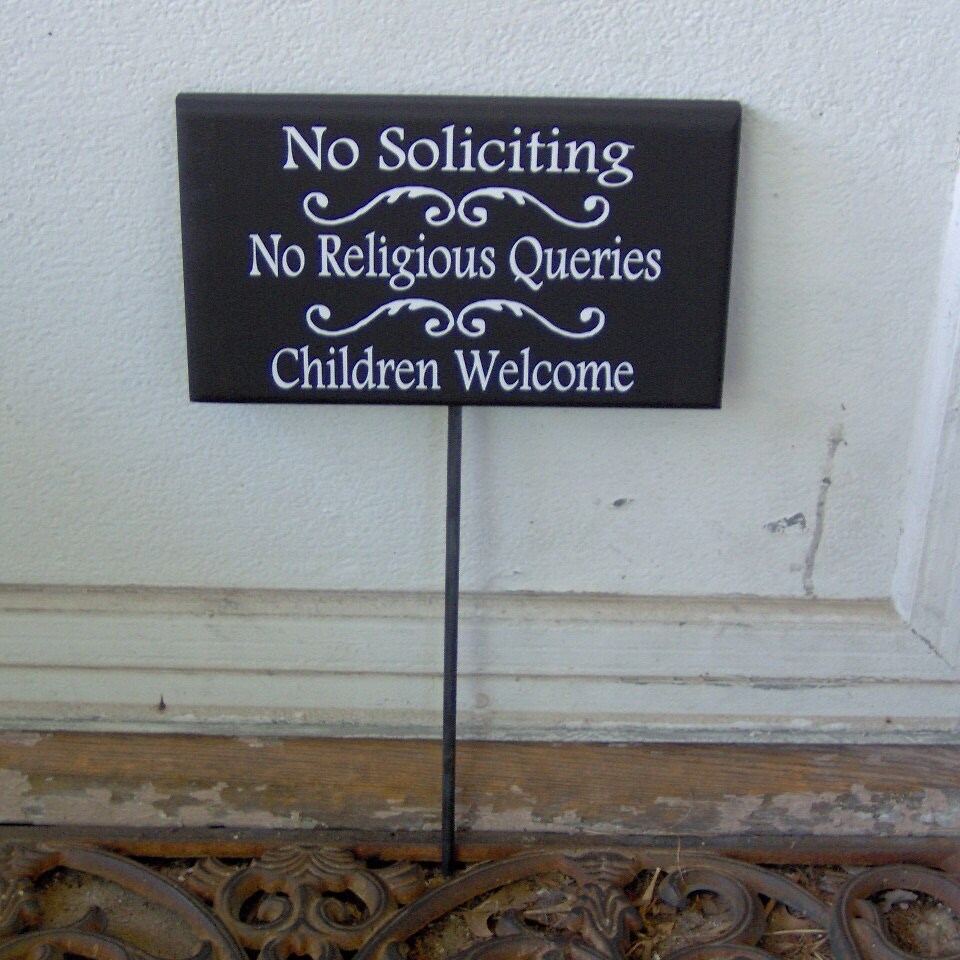 No Soliciting
No Religious Queries
Children Welcome